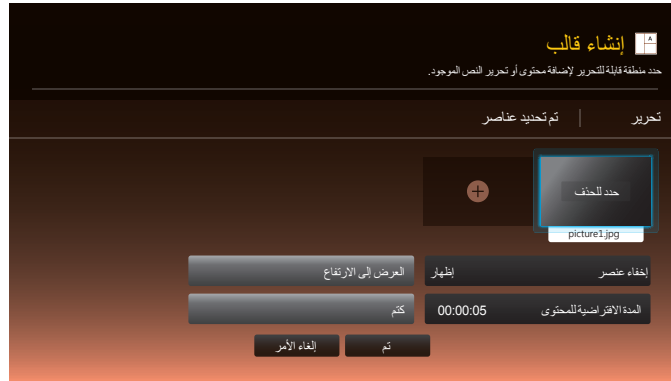 إنشاء قالب
حدد منطقة قابلة للتحرير لإضافة محتوى أو تحرير النص الموجود.
تحرير | تم تحديد عناصر
حدد للحذف
picture1.jpg
إخفاء عنصر إظهار العرض إلى الارتفاع
المدة الافتراضية للمحتوى 00:00:05 كتم
تم إلغاء الأمر